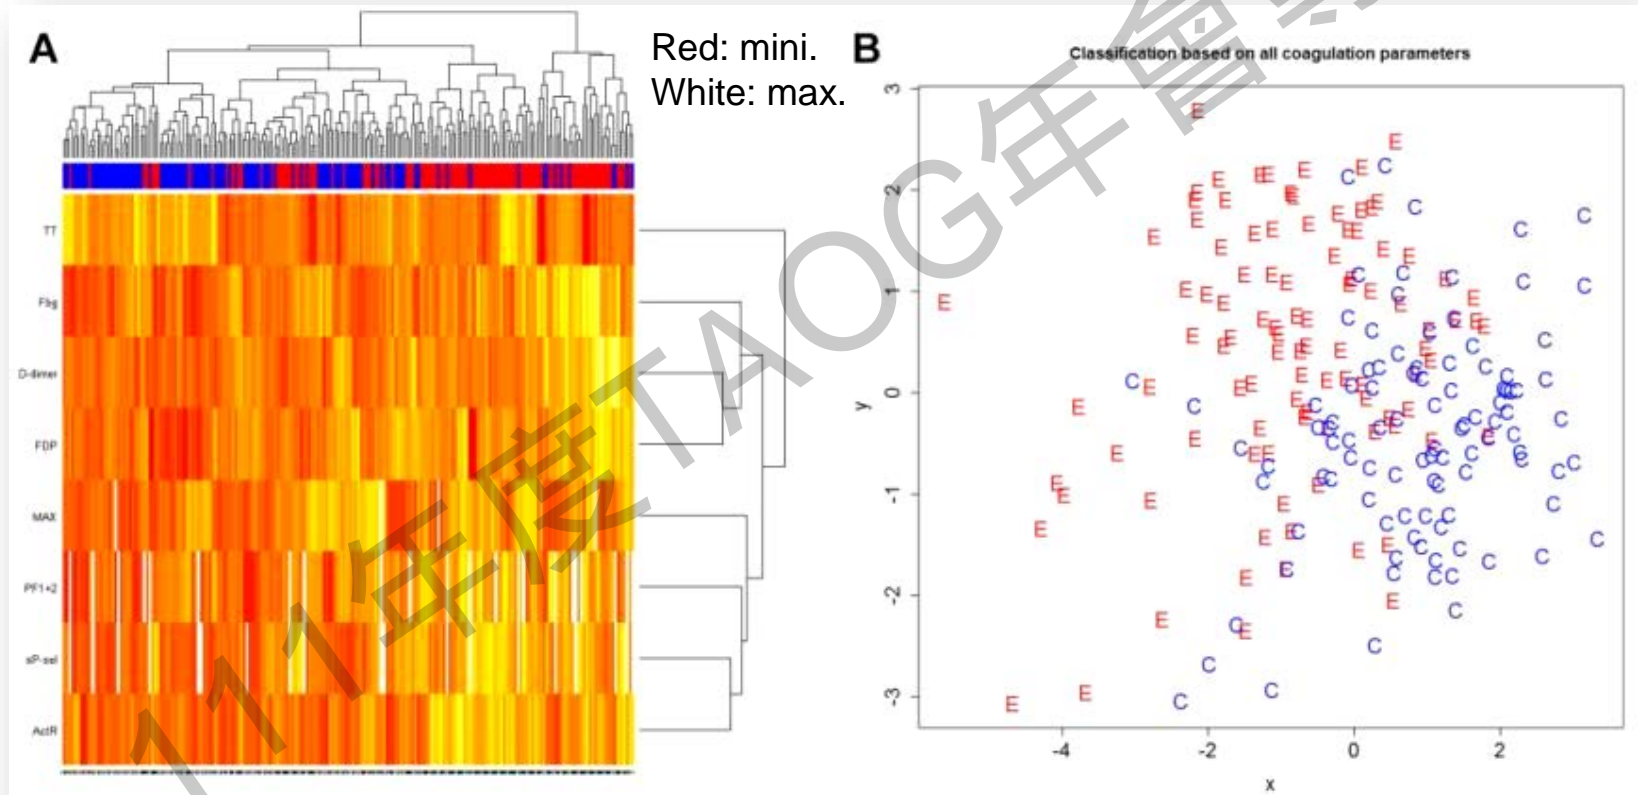 A
Red: mini.
White: max.
TT
Fbg
D-dimer
FDP
MAX
PF1+2
sP-sel
ActR
B
Classification based on all coagulation parameters
3
2
1
0
-1
-2
-3
y
-4
-2
0
2
x
E
C
111年度TAOG年會